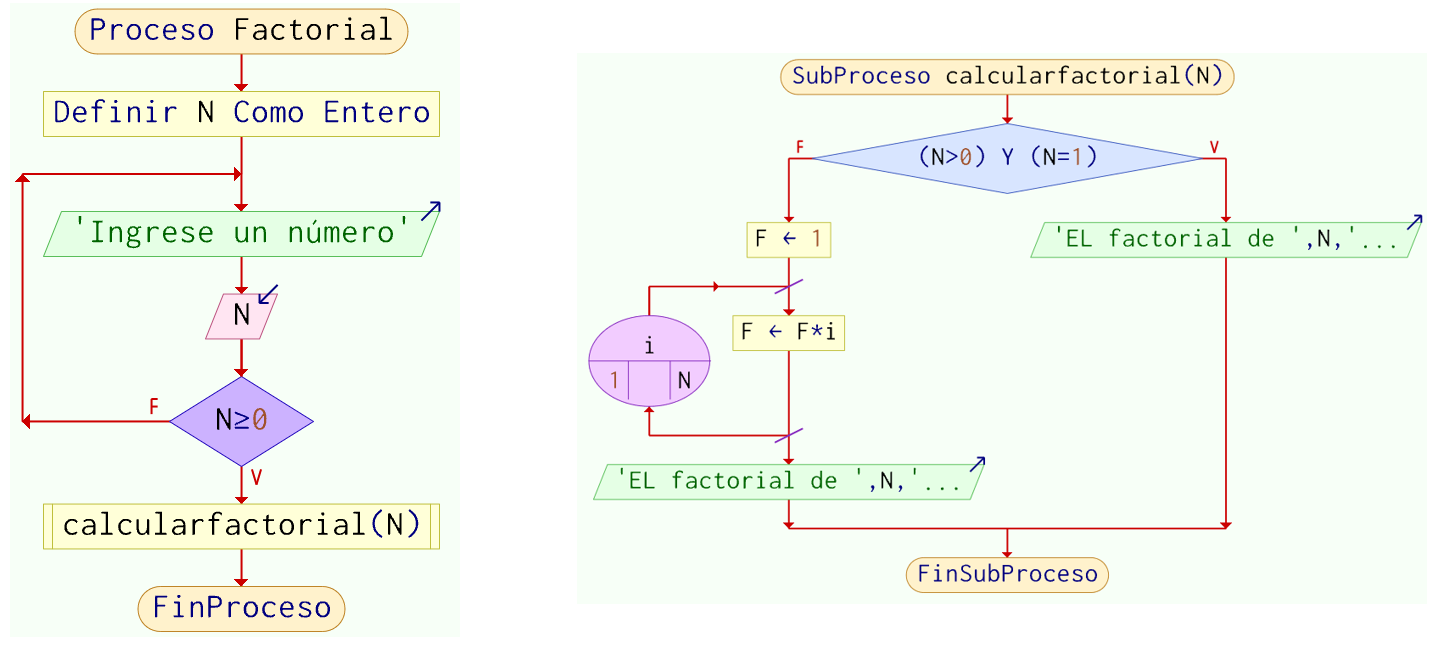 Proceso Factorial
Definir N Como Entero
'Ingrese un número'
N
N≥0
F
V
calcularfactorial(N)
FinProceso
SubProceso calcularfactorial(N)
(N>0) Y (N=1)
F
V
F ← 1
'EL factorial de ',N,'...
F ← F*i
i
1 N
'EL factorial de ',N,'...
FinSubProceso